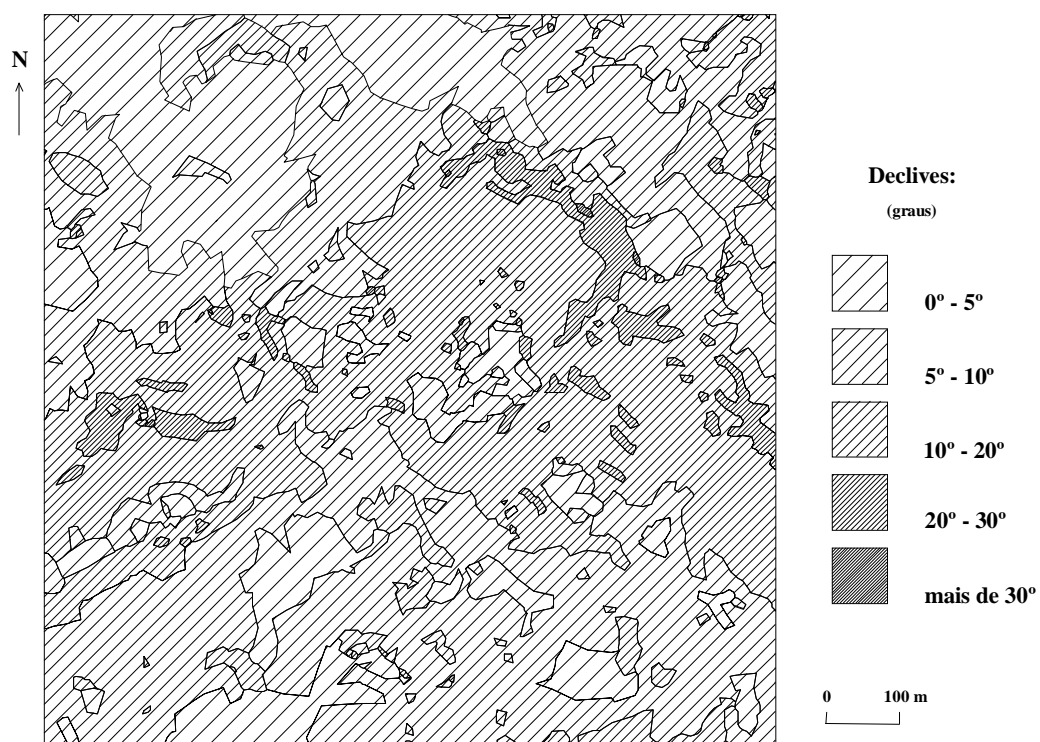 N
Declives:
(graus)
0º - 5º
5º - 10º
10º - 20º
20º - 30º
mais de 30º
0 100 m